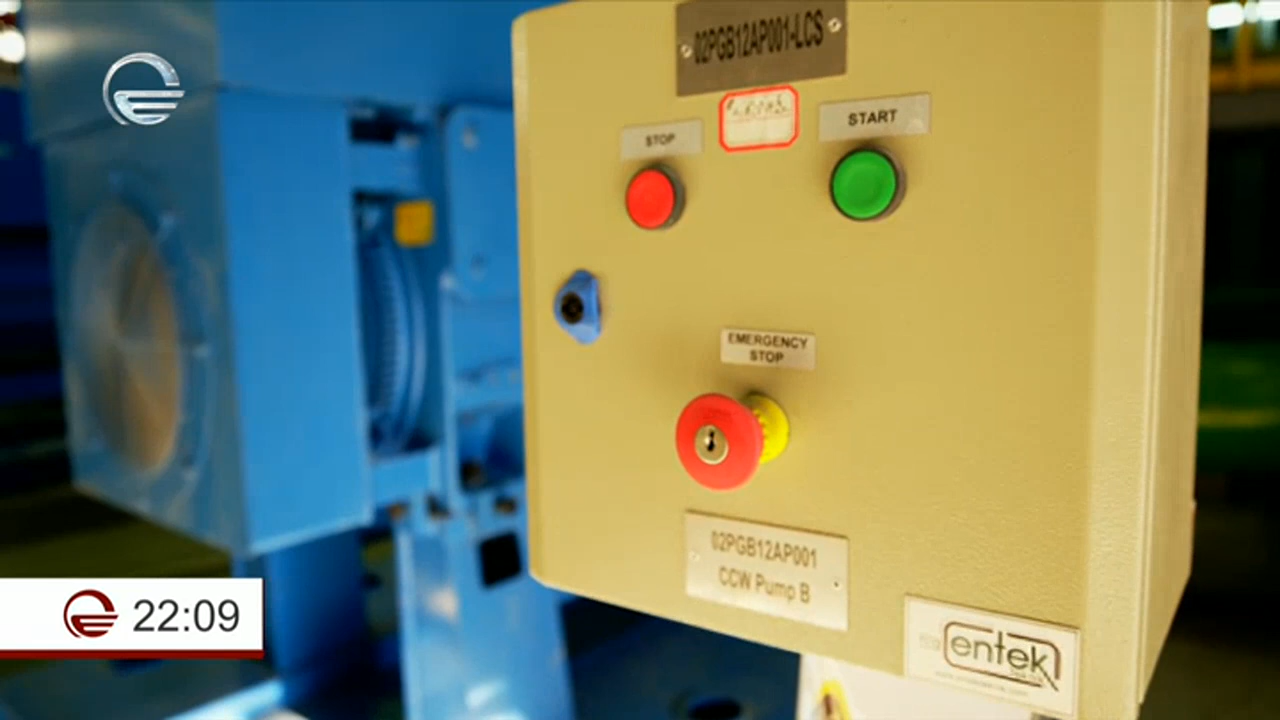 02PGB12AP001-LCS
STOP
START
EMERGENCY
STOP
02PGB12AP001
CCW Pump B
entek
22:09